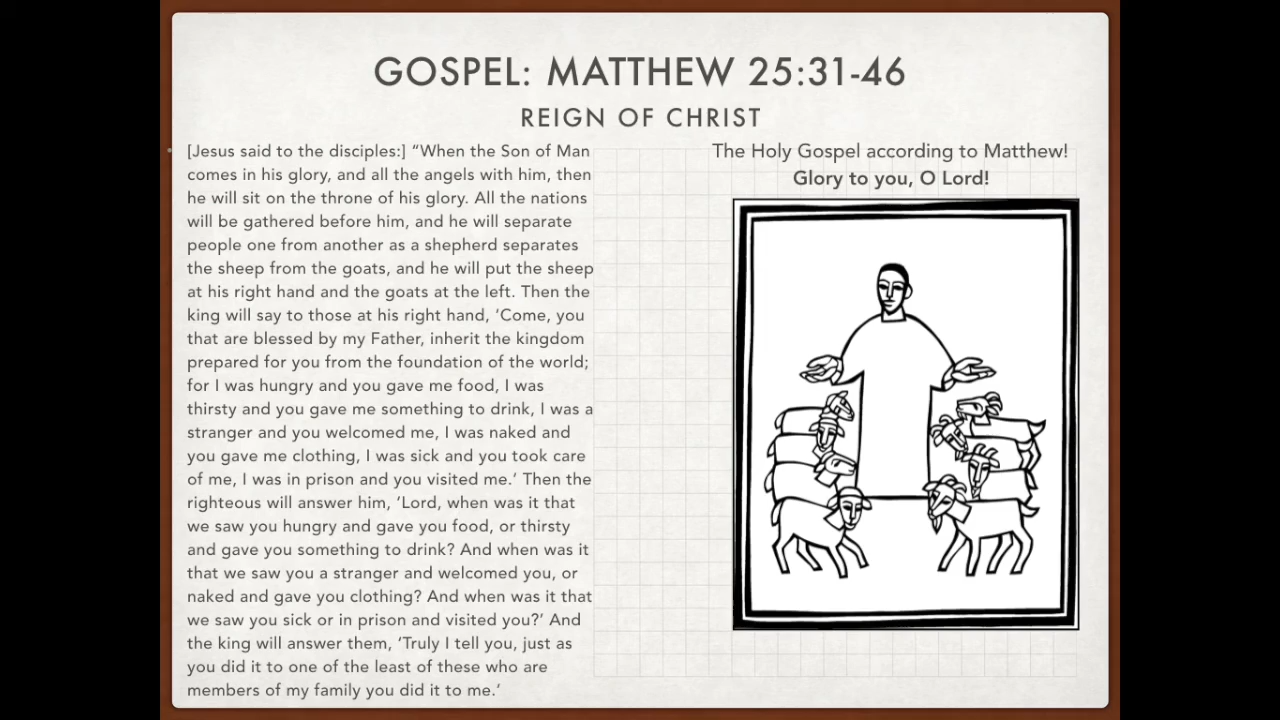 GOSPEL: MATTHEW 25:31-46
REIGN OF CHRIST
[Jesus said to the disciples:] “When the Son of Man
comes in his glory, and all the angels with him, then
he will sit on the throne of his glory. All the nations
will be gathered before him, and he will separate
people one from another as a shepherd separates
the sheep from the goats, and he will put the sheep
at his right hand and the goats at the left. Then the
king will say to those at his right hand, ‘Come, you
that are blessed by my Father, inherit the kingdom
prepared for you from the foundation of the world;
for I was hungry and you gave me food, I was
thirsty and you gave me something to drink, I was a
stranger and you welcomed me, I was naked and
you gave me clothing, I was sick and you took care
of me, I was in prison and you visited me.’ Then the
righteous will answer him, ‘Lord, when was it that
we saw you hungry and gave you food, or thirsty
and gave you something to drink? And when was it
that we saw you a stranger and welcomed you, or
naked and gave you clothing? And when was it that
we saw you sick or in prison and visited you?’ And
the king will answer them, ‘Truly I tell you, just as
you did it to one of the least of these who are
members of my family you did it to me.’
The Holy Gospel according to Matthew!
Glory to you, O Lord!